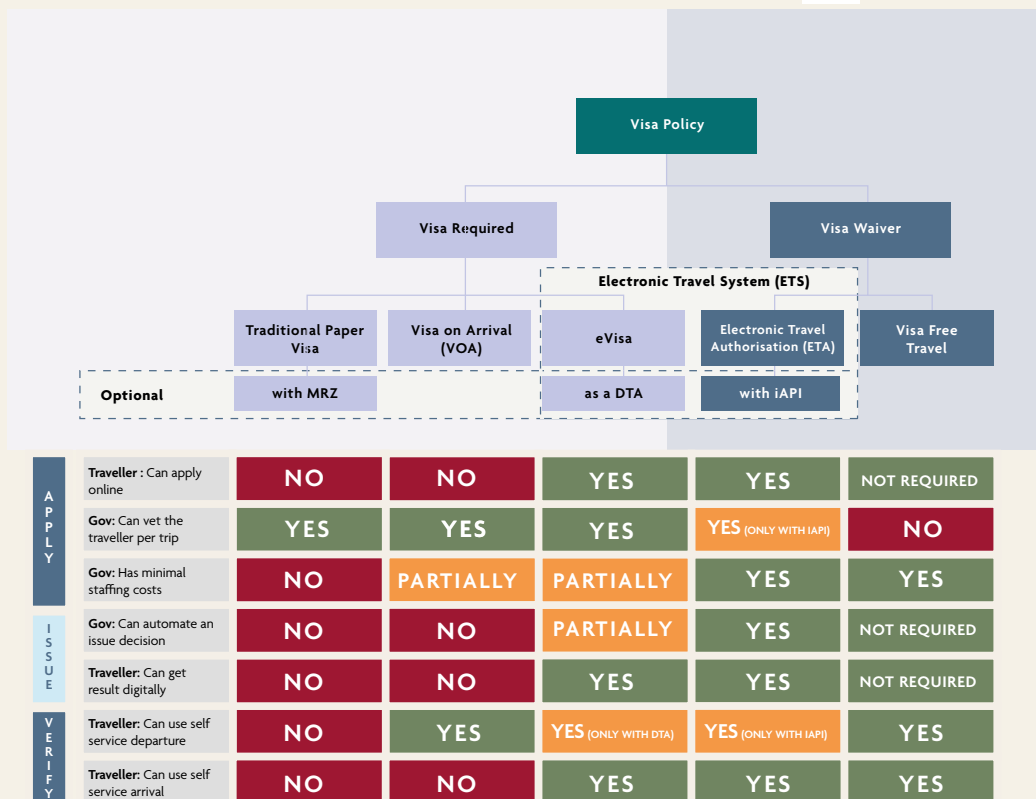 Visa Policy
Visa Required
Visa Waiver
Electronic Travel System (ETS)
Traditional Paper
Visa
Visa on Arrival
(VOA)
eVisa
Electronic Travel
Authorisation (ETA)
Visa Free
Travel
Optional
with MRZ
as a DTA
with iAPI
APPLY
Traveller : Can apply
online
NO
NO
YES
YES
NOT REQUIRED
Gov: Can vet the
traveller per trip
YES
YES
YES
YES (ONLY WITH IAPI)
NO
Gov: Has minimal
staffing costs
NO
PARTIALLY
PARTIALLY
YES
YES
ISSUE
Gov: Can automate an
issue decision
NO
NO
PARTIALLY
YES
NOT REQUIRED
Traveller: Can get
result digitally
NO
NO
YES
YES
NOT REQUIRED
VERIFY
Traveller: Can use self
service departure
NO
YES
YES (ONLY WITH DTA)
YES (ONLY WITH IAPI)
YES
Traveller: Can use self
service arrival
NO
NO
YES
YES
YES